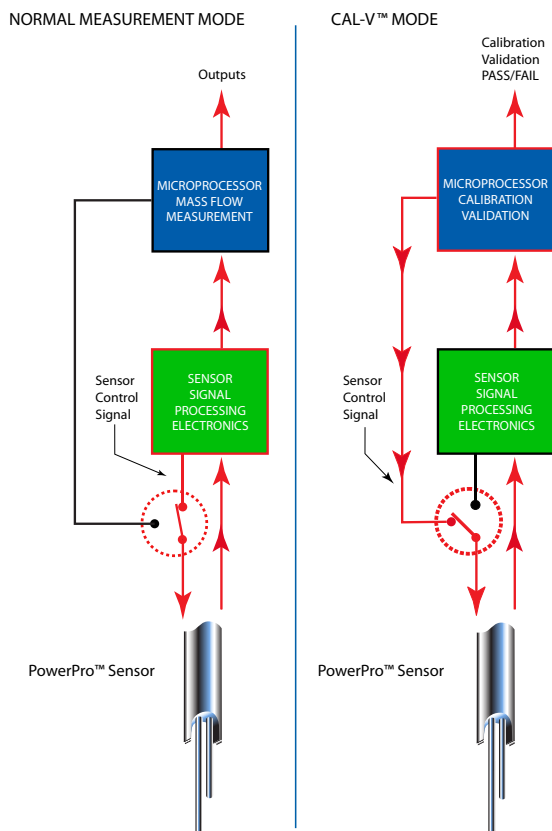 NORMAL MEASUREMENT MODE
Outputs
MICROPROCESSOR
MASS FLOW
MEASUREMENT
SENSOR
SIGNAL
PROCESSING
ELECTRONICS
Sensor
Control
Signal
PowerPro™ Sensor
CAL-V™ MODE
Calibration
Validation
PASS/FAIL
MICROPROCESSOR
CALIBRATION
VALIDATION
SENSOR
SIGNAL
PROCESSING
ELECTRONICS
Sensor
Control
Signal
PowerPro™ Sensor